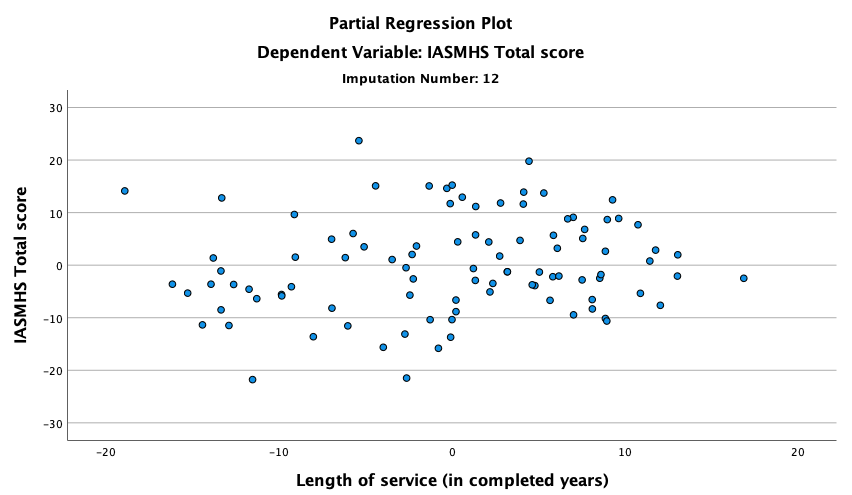 Partial Regression Plot
Dependent Variable: IASMHS Total score
Imputation Number: 12
30
20
10
0
−10
−20
−30
IASMHS Total score
−20 −10 0 10 20
Length of service (in completed years)